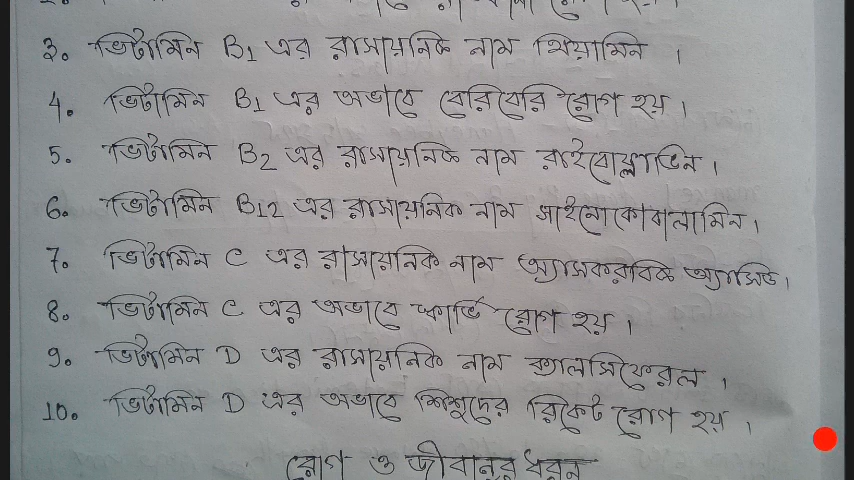 3. ভিটামিন B1 এর রাসায়নিক নাম থিয়ামিন ।
4. ভিটামিন B1 এর অভাবে বেরিবেরি রোগ হয় ।
5. ভিটামিন B2 এর রাসায়নিক নাম রাইবোফ্লাভিন ।
6. ভিটামিন B12 এর রাসায়নিক নাম সাইনোকোবালামিন ।
7. ভিটামিন C এর রাসায়নিক নাম অ্যাসকরবিক অ্যাসিড ।
8. ভিটামিন C এর অভাবে স্কার্ভি রোগ হয় ।
9. ভিটামিন D এর রাসায়নিক নাম ক্যালসিফেরল ।
10. ভিটামিন D এর অভাবে শিশুদের রিকেট রোগ হয় ।
রোগ ও জীবানুর ধরন